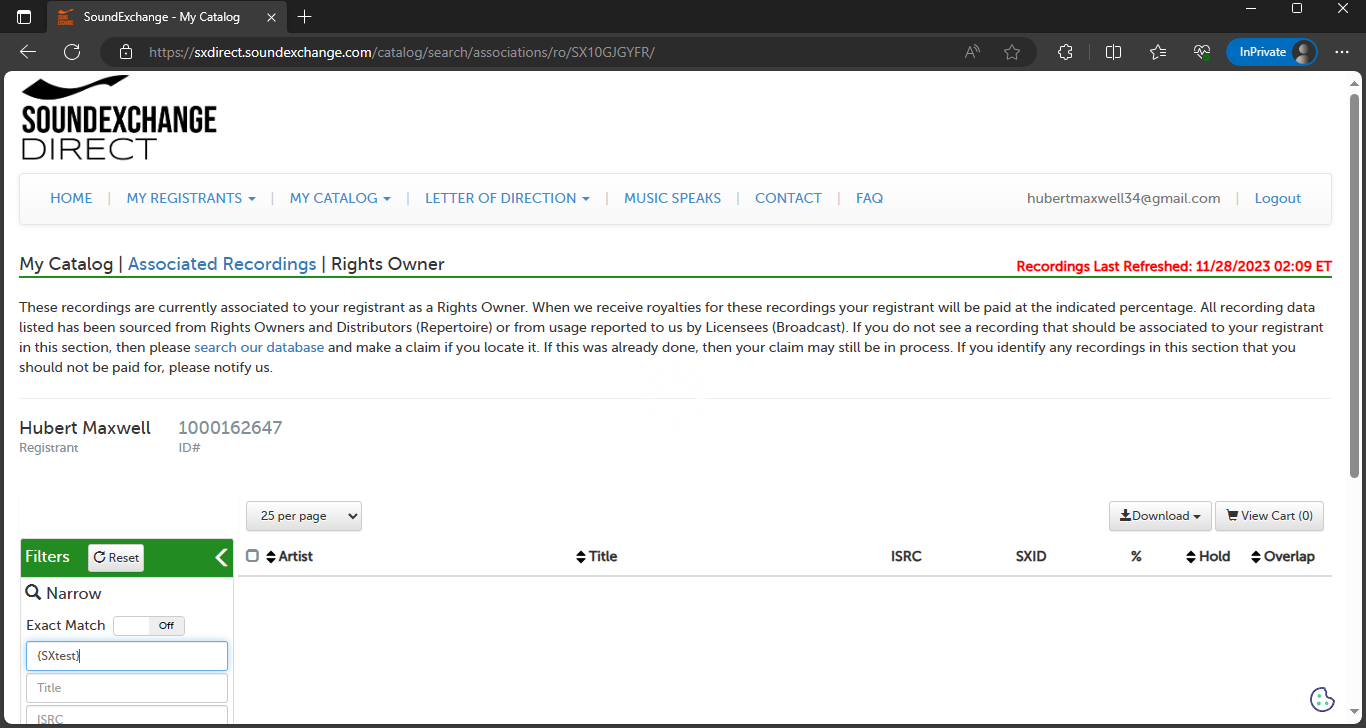 SoundExchange - My Catalog
https://sxdirect.soundexchange.com/catalog/search/associations/ro/SX10GJGYFR/
InPrivate
SOUNDEXCHANGE
DIRECT
HOME | MY REGISTRANTS | MY CATALOG | LETTER OF DIRECTION | MUSIC SPEAKS | CONTACT | FAQ hubertmaxwell34@gmail.com | Logout
My Catalog | Associated Recordings | Rights Owner Recordings Last Refreshed: 11/28/2023 02:09 ET
These recordings are currently associated to your registrant as a Rights Owner. When we receive royalties for these recordings your registrant will be paid at the indicated percentage. All recording data
listed has been sourced from Rights Owners and Distributors (Repertoire) or from usage reported to us by Licensees (Broadcast). If you do not see a recording that should be associated to your registrant
in this section, then please search our database and make a claim if you locate it. If this was already done, then your claim may still be in process. If you identify any recordings in this section that you
should not be paid for, please notify us.
Hubert Maxwell 1000162647
Registrant ID#
25 per page Download View Cart (0)
Filters Reset Artist Title ISRC SXID % Hold Overlap
Narrow
Exact Match Off
{SXtest}
Title
ISRC